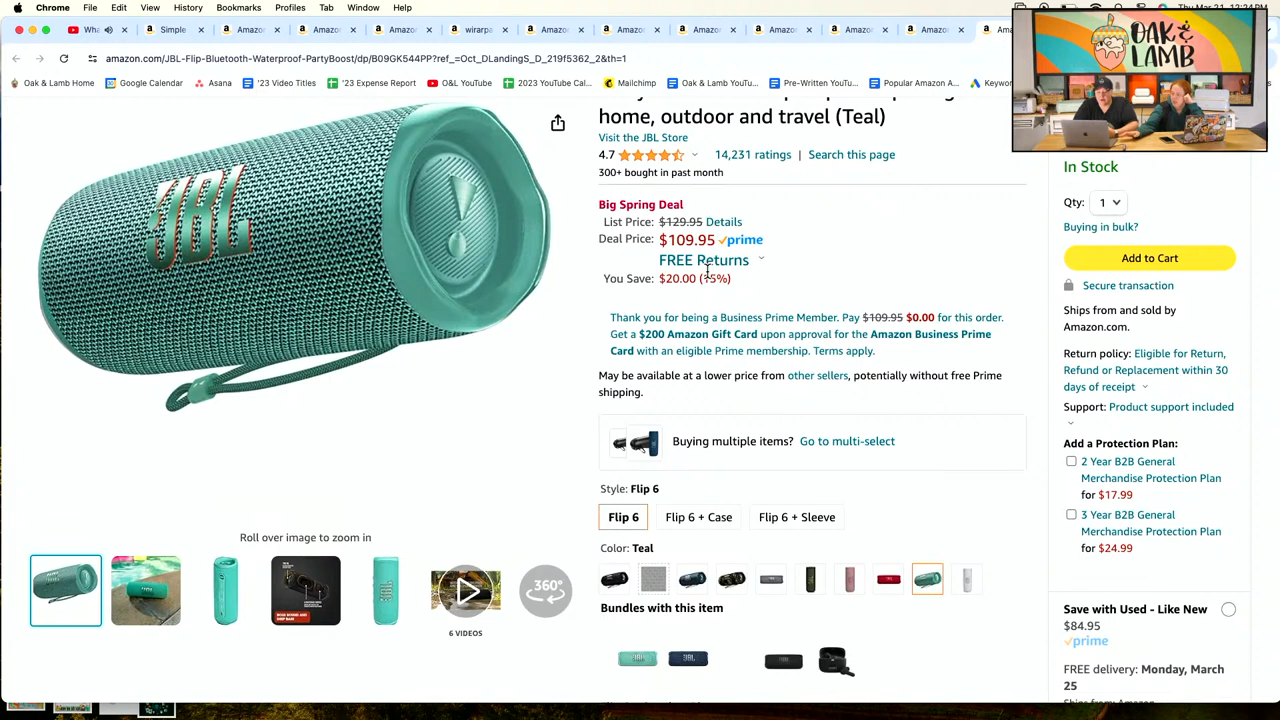 Chrome File Edit View History Bookmarks Profiles Tab Window Help
Simple Amazon Amazon Amazon wirarpa Amazon Amazon Amazon Amazon Amazon
amazon.com/JBL-Flip-Bluetooth-Waterproof-PartyBoost/dp/B09GK544PP?ref_=Oct_DLandingS_D_219f5362_2&th=1
Oak & Lamb Home Google Calendar Asana '23 Video Titles '23 Expense Report O&L YouTube 2023 YouTube Cal... Mailchimp Oak & Lamb YouTu... Pre-Written YouTu... Popular Amazon A...
OAK &
LAMB
home, outdoor and travel (Teal)
Visit the JBL Store
4.7 14,231 ratings | Search this page
300+ bought in past month
Big Spring Deal
List Price: $129.95 Details
Deal Price: $109.95 prime
FREE Returns
You Save: $20.00 (15%)
Thank you for being a Business Prime Member. Pay $109.95 $0.00 for this order.
Get a $200 Amazon Gift Card upon approval for the Amazon Business Prime
Card with an eligible Prime membership. Terms apply.
May be available at a lower price from other sellers, potentially without free Prime
shipping.
Buying multiple items? Go to multi-select
Style: Flip 6
Flip 6 Flip 6 + Case Flip 6 + Sleeve
Color: Teal
Bundles with this item
JBL
Roll over image to zoom in
360°
6 VIDEOS
In Stock
Qty: 1
Buying in bulk?
Add to Cart
Secure transaction
Ships from and sold by
Amazon.com.
Return policy: Eligible for Return,
Refund or Replacement within 30
days of receipt
Support: Product support included
Add a Protection Plan:
2 Year B2B General
Merchandise Protection Plan
for $17.99
3 Year B2B General
Merchandise Protection Plan
for $24.99
Save with Used - Like New
$84.95
prime
FREE delivery: Monday, March
25